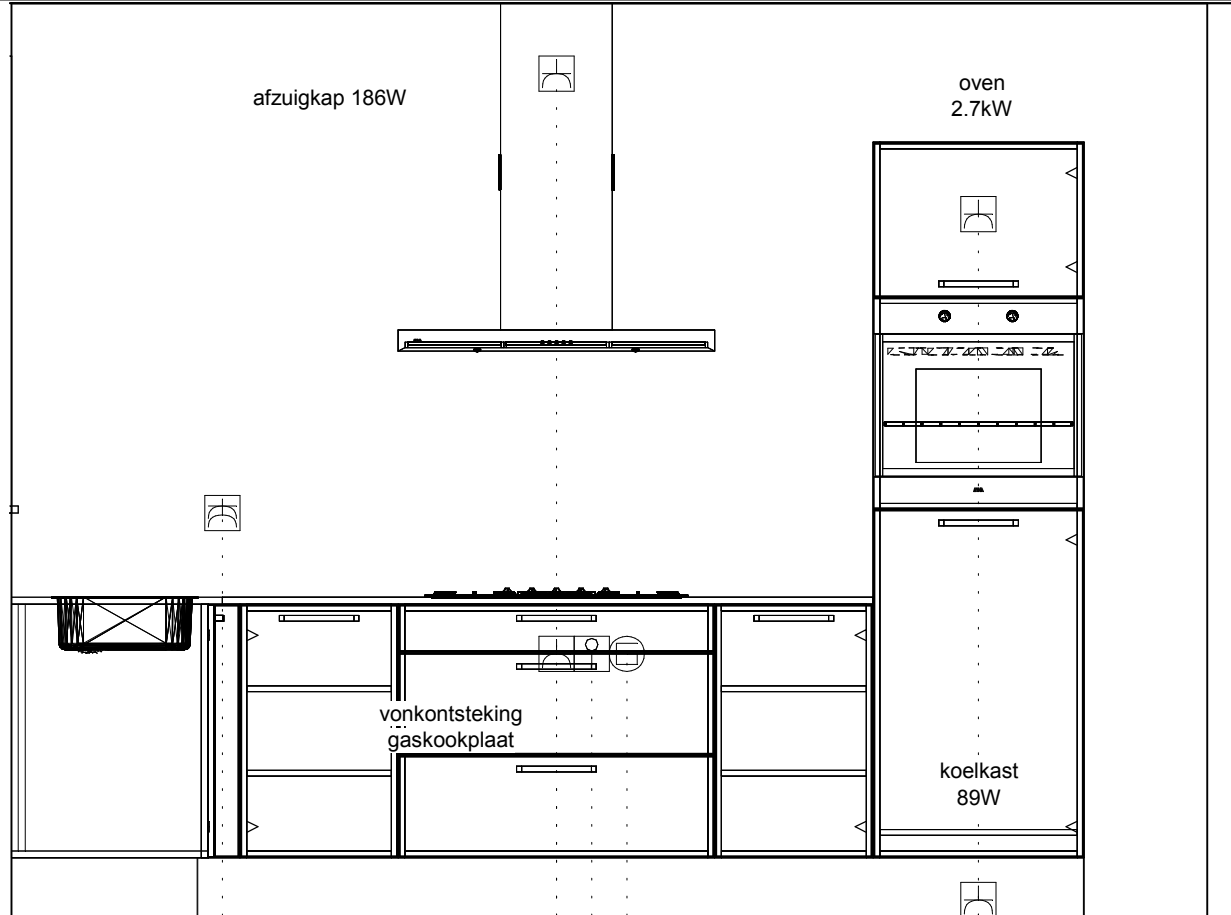 afzuigkap 186W
oven
2.7kW
vonkontsteking
gaskookplaat
koelkast
89W